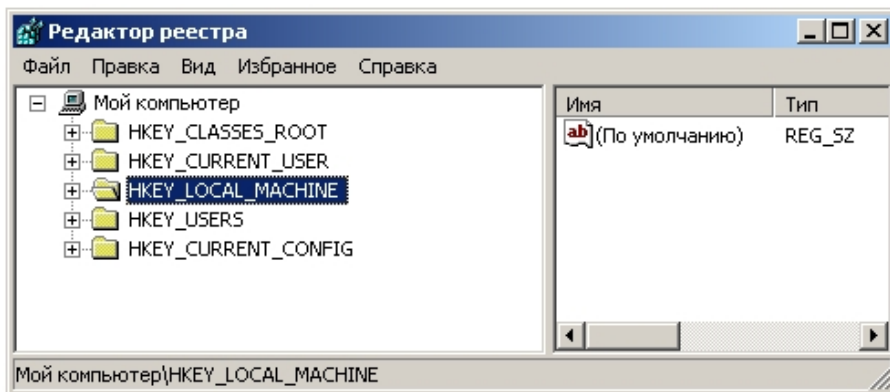 Редактор реестра
Файл Правка Вид Избранное Справка
Мой компьютер
HKEY_CLASSES_ROOT
HKEY_CURRENT_USER
HKEY_LOCAL_MACHINE
HKEY_USERS
HKEY_CURRENT_CONFIG
Имя Тип
ab (По умолчанию) REG_SZ
Мой компьютер\HKEY_LOCAL_MACHINE